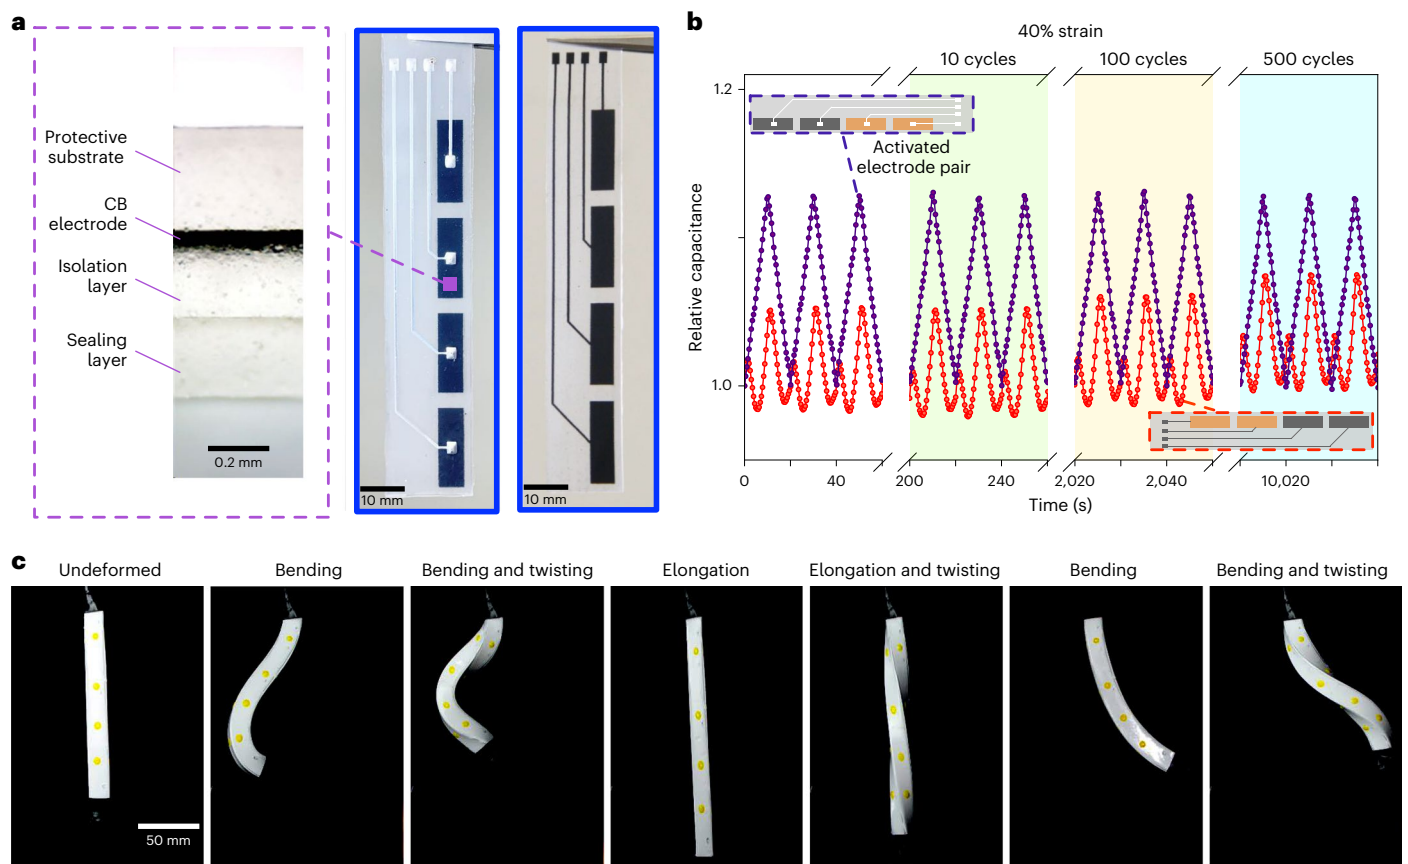 a
Protective
substrate
CB
electrode
Isolation
layer
Sealing
layer
0.2 mm
10 mm
10 mm
b
40% strain
10 cycles
100 cycles
500 cycles
1.2
1.0
Relative capacitance
Activated
electrode pair
0
40
200
240
2,020
2,040
10,020
Time (s)
c
Undeformed
Bending
Bending and twisting
Elongation
Elongation and twisting
Bending
Bending and twisting
50 mm